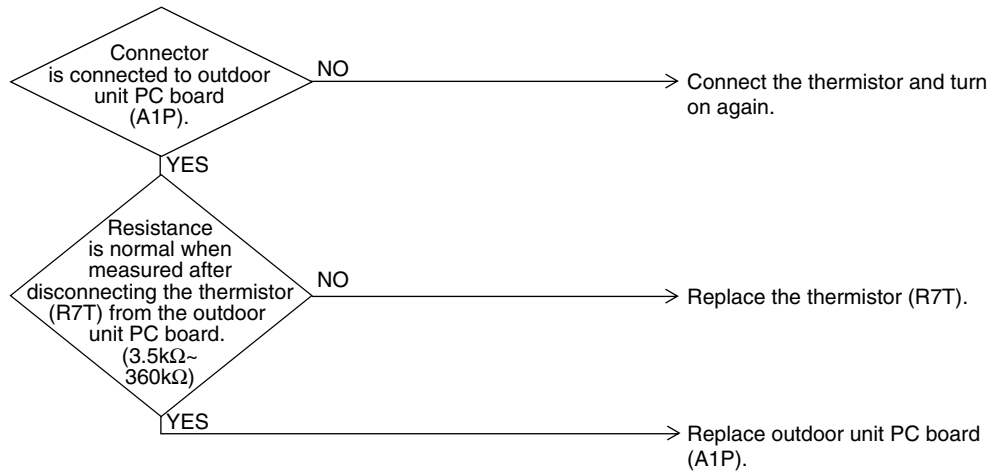 Connector
is connected to outdoor
unit PC board
(A1P).
NO
Connect the thermistor and turn
on again.
YES
Resistance
is normal when
measured after
disconnecting the thermistor
(R7T) from the outdoor
unit PC board.
(3.5kΩ~
360kΩ)
NO
Replace the thermistor (R7T).
YES
Replace outdoor unit PC board
(A1P).